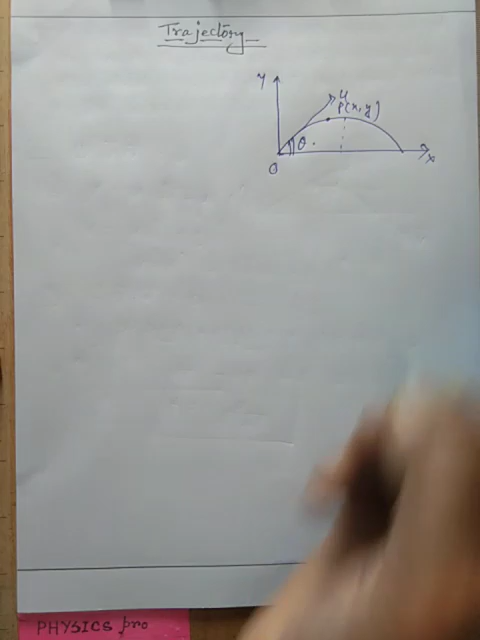 Trajectory
y
u
P(x, y)
θ
x
O
PHYSICS pro